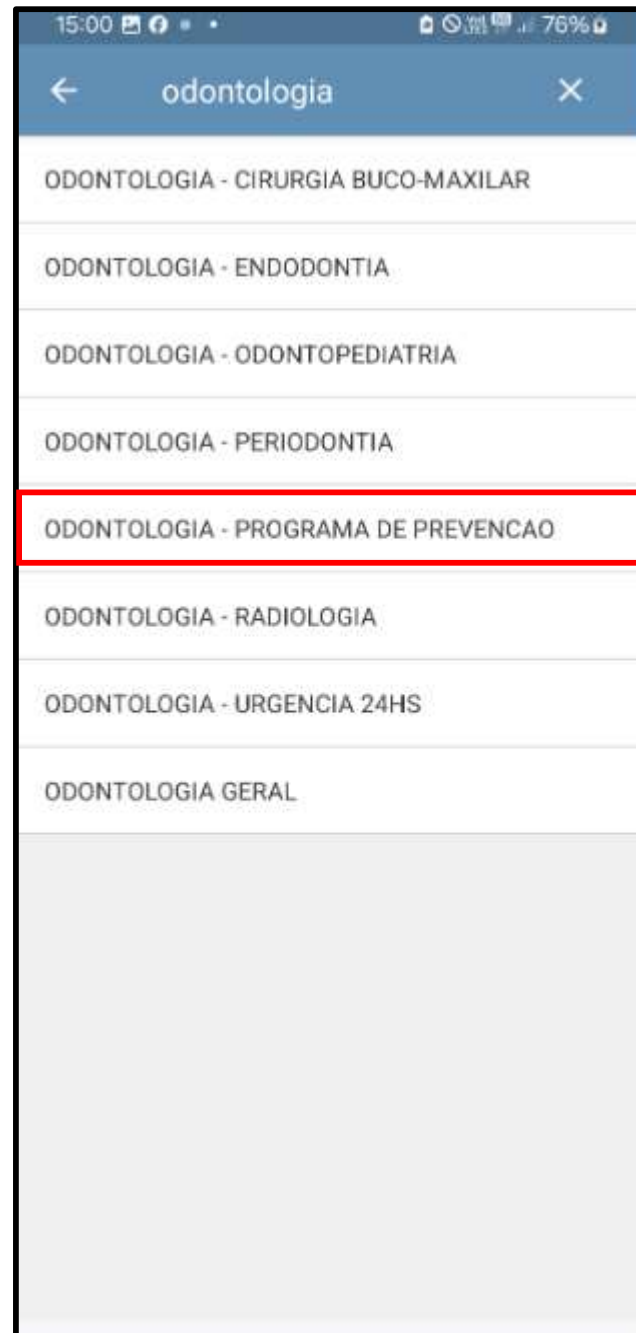 15:00
76%
odontologia
ODONTOLOGIA - CIRURGIA BUCO-MAXILAR
ODONTOLOGIA - ENDODONTIA
ODONTOLOGIA - ODONTOPEDIATRIA
ODONTOLOGIA - PERIODONTIA
ODONTOLOGIA - PROGRAMA DE PREVENCAO
ODONTOLOGIA - RADIOLOGIA
ODONTOLOGIA - URGENCIA 24HS
ODONTOLOGIA GERAL